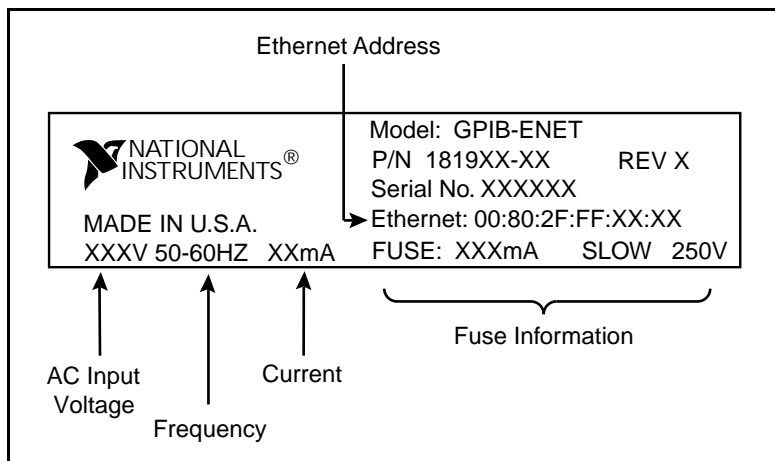 Ethernet Address
NATIONAL
INSTRUMENTS®
MADE IN U.S.A.
XXXV 50-60HZ XXmA
Model: GPIB-ENET
P/N 1819XX-XX REV X
Serial No. XXXXXX
Ethernet: 00:80:2F:FF:XX:XX
FUSE: XXXmA SLOW 250V
AC Input
Voltage
Frequency
Current
Fuse Information